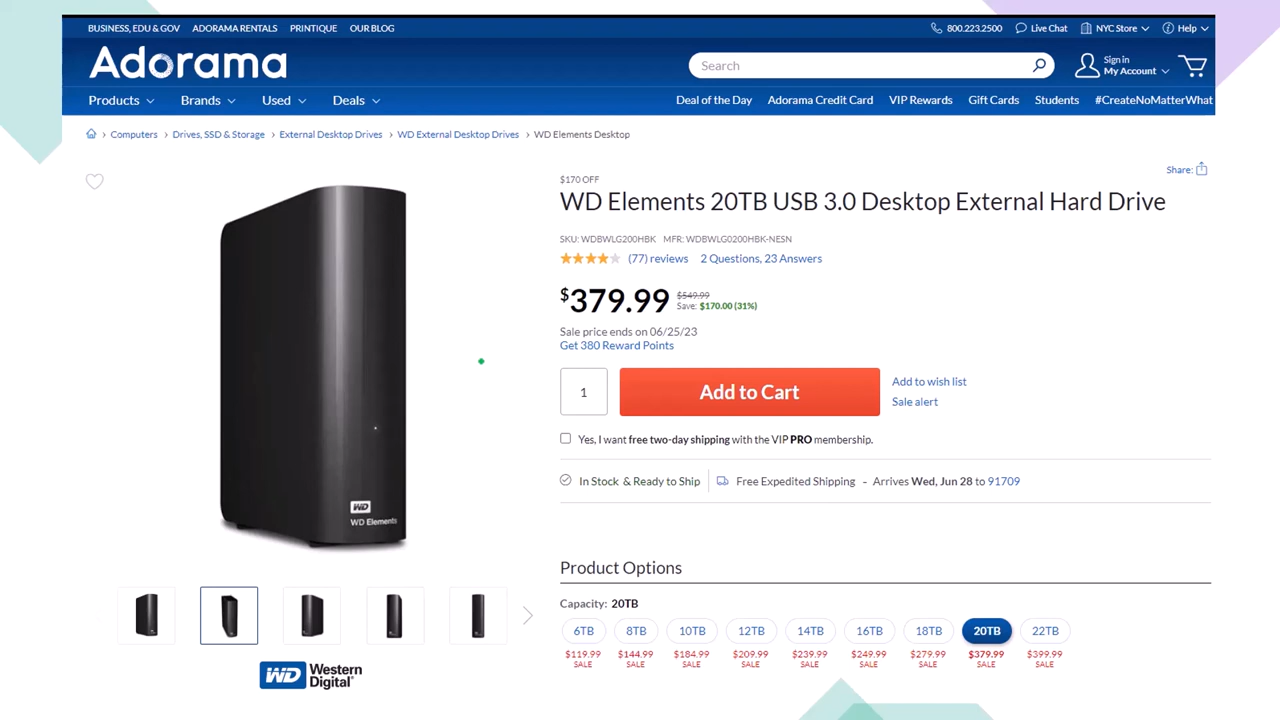 BUSINESS, EDU & GOV ADORAMA RENTALS PRINTIQUE OUR BLOG 800.223.2500 Live Chat NYC Store Help
Adorama
Search
Sign in
My Account
Products Brands Used Deals Deal of the Day Adorama Credit Card VIP Rewards Gift Cards Students #CreateNoMatterWhat
Computers > Drives, SSD & Storage > External Desktop Drives > WD External Desktop Drives > WD Elements Desktop
Share:
$170 OFF
WD Elements 20TB USB 3.0 Desktop External Hard Drive
SKU: WDBWLG200HBK MFR: WDBWLG0200HBK-NESN
(77) reviews 2 Questions, 23 Answers
$379.99 $549.99
Save: $170.00 (31%)
Sale price ends on 06/25/23
Get 380 Reward Points
1 Add to Cart Add to wish list
Sale alert
Yes, I want free two-day shipping with the VIP PRO membership.
In Stock & Ready to Ship Free Expedited Shipping - Arrives Wed, Jun 28 to 91709
WD
WD Elements
Product Options
Capacity: 20TB
6TB 8TB 10TB 12TB 14TB 16TB 18TB 20TB 22TB
$119.99 $144.99 $184.99 $209.99 $239.99 $249.99 $279.99 $379.99 $399.99
SALE SALE SALE SALE SALE SALE SALE SALE SALE
WD Western
Digital®